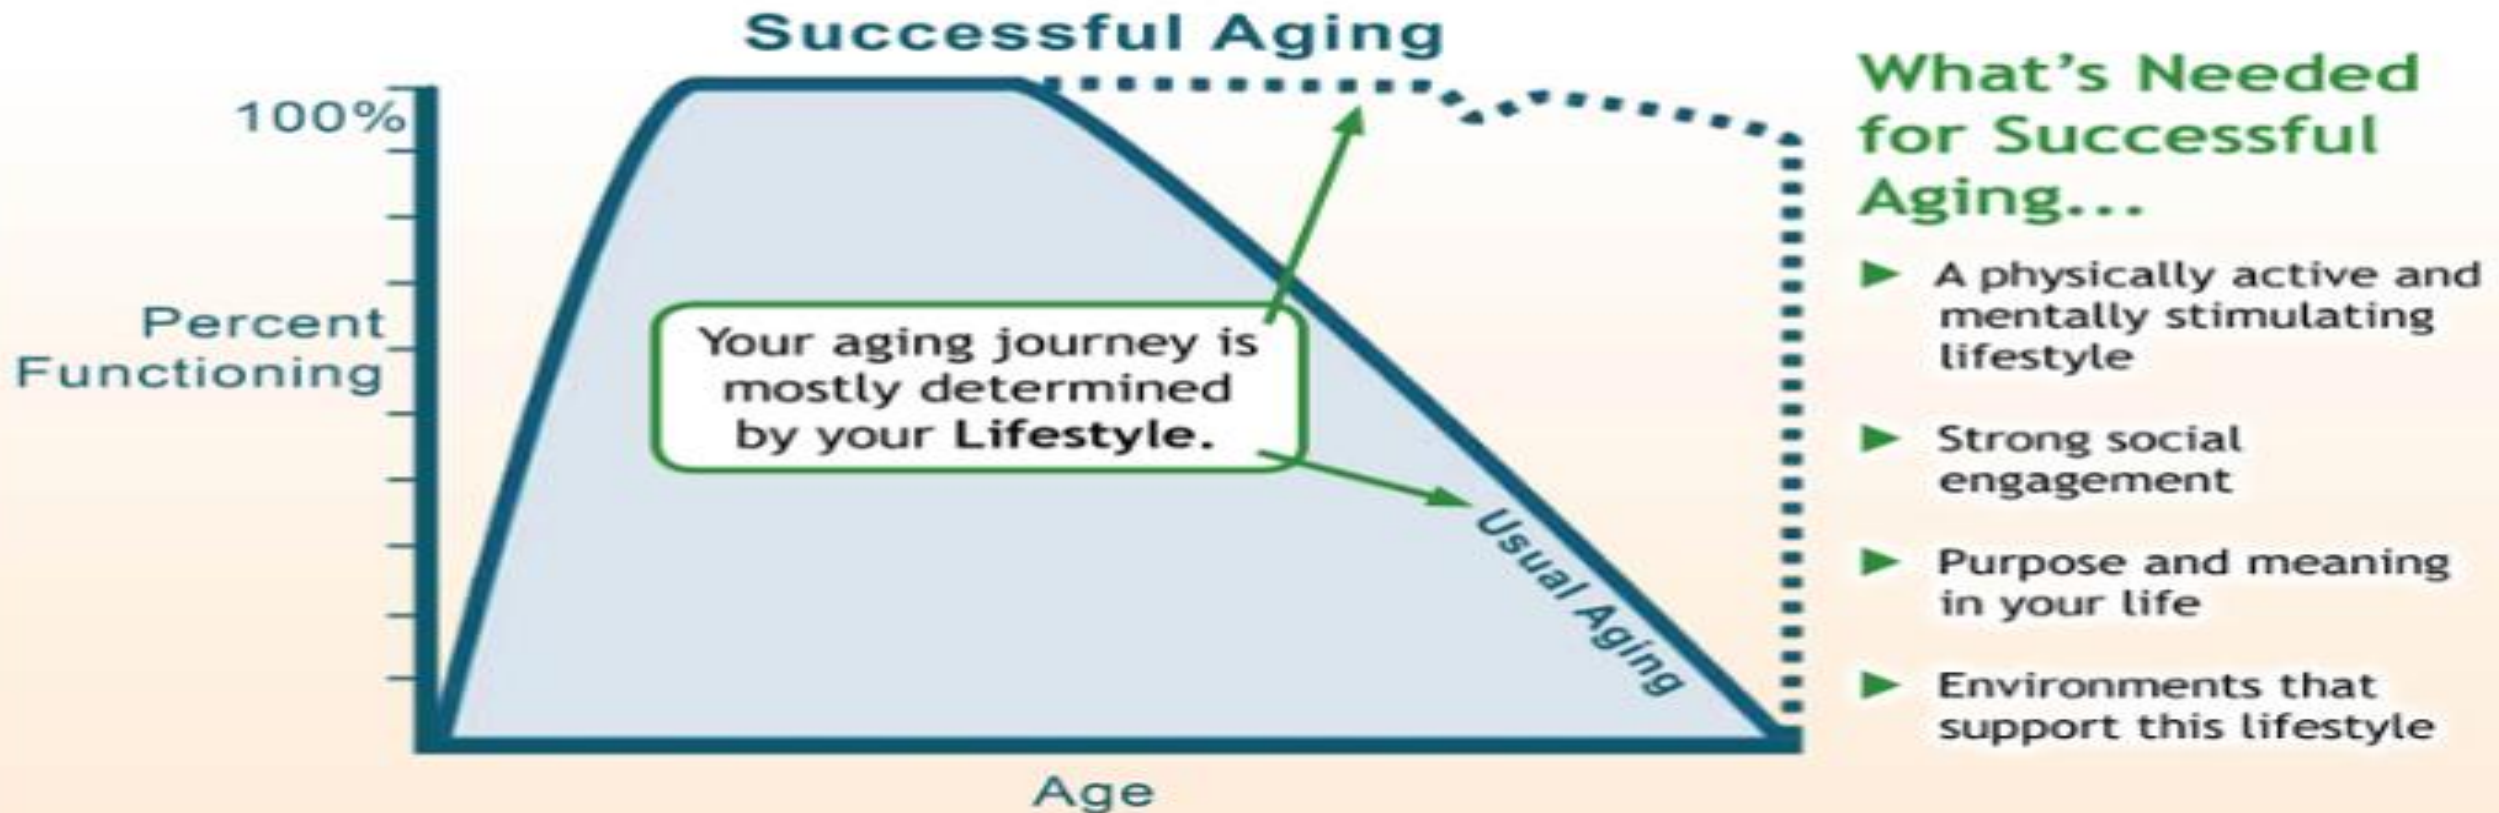 Successful Aging
100%
Percent
Functioning
Your aging journey is
mostly determined
by your Lifestyle.
Usual Aging
Age
What's Needed
for Successful
Aging...
A physically active and
mentally stimulating
lifestyle
Strong social
engagement
Purpose and meaning
in your life
Environments that
support this lifestyle